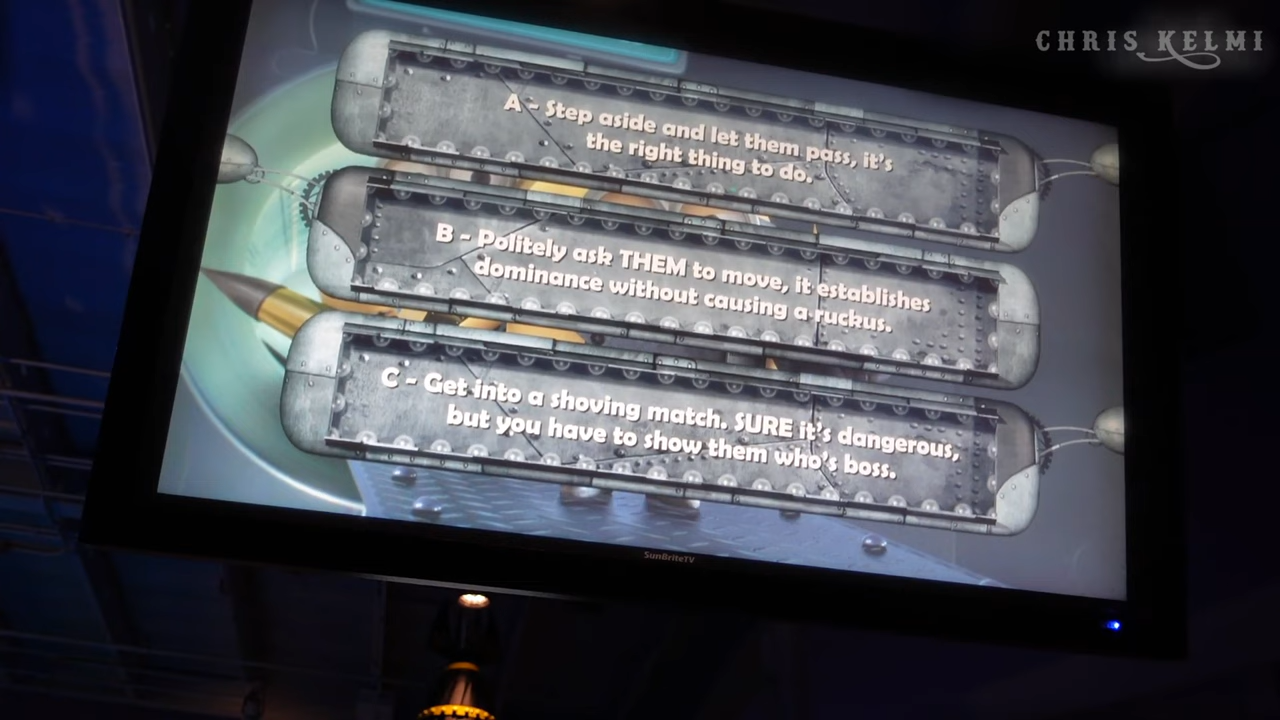 CHRIS KELMI
A - Step aside and let them pass, it's
the right thing to do.
B - Politely ask THEM to move, it establishes
dominance without causing a ruckus.
C - Get into a shoving match. SURE it's dangerous,
but you have to show them who's boss.
SunBriteTV